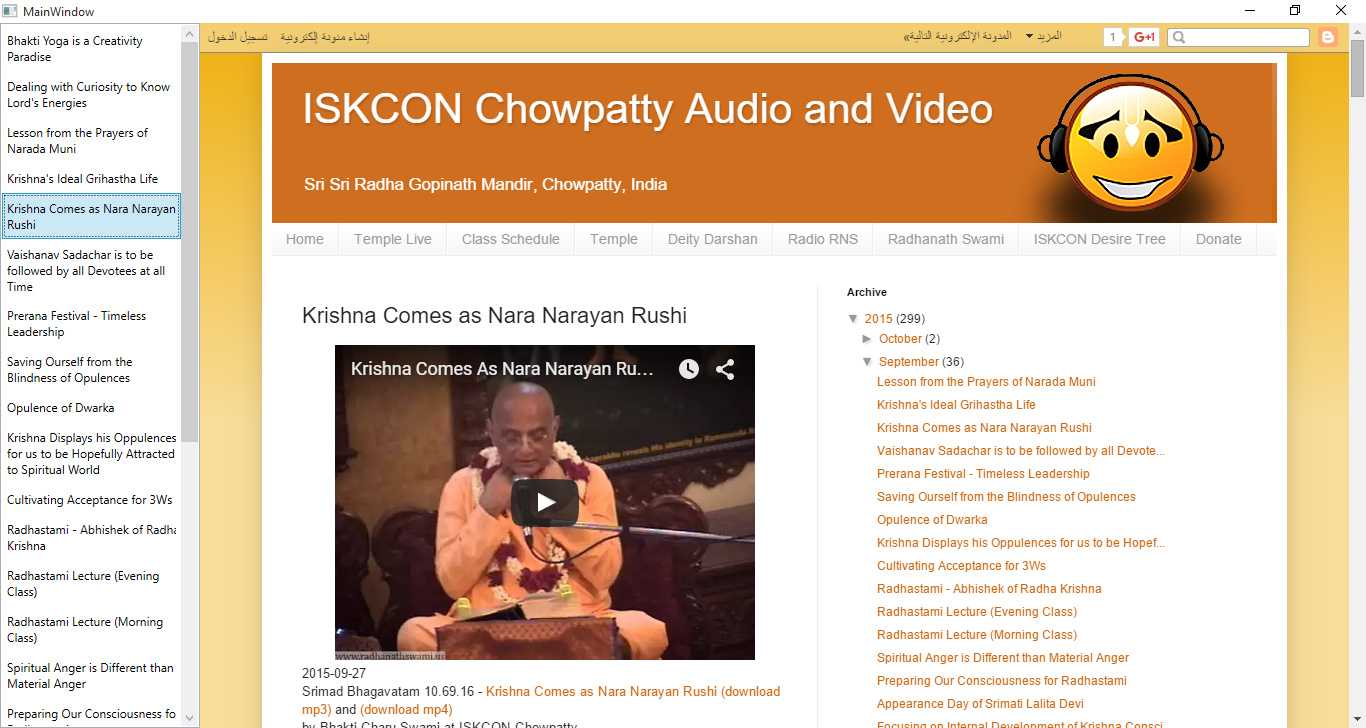 MainWindow
Bhakti Yoga is a Creativity
Paradise
Dealing with Curiosity to Know
Lord's Energies
Lesson from the Prayers of
Narada Muni
Krishna's Ideal Grihastha Life
Krishna Comes as Nara Narayan
Rushi
Vaishanav Sadachar is to be
followed by all Devotees at all
Time
Prerana Festival - Timeless
Leadership
Saving Ourself from the
Blindness of Opulences
Opulence of Dwarka
Krishna Displays his Oppulences
for us to be Hopefully Attracted
to Spiritual World
Cultivating Acceptance for 3Ws
Radhastami - Abhishek of Radha
Krishna
Radhastami Lecture (Evening
Class)
Radhastami Lecture (Morning
Class)
Spiritual Anger is Different than
Material Anger
Preparing Our Consciousness fo
المزيد المدونة الإلكترونية التالية»
إنشاء مدونة إلكترونية تسجيل الدخول
1 G+1
ISKCON Chowpatty Audio and Video
Sri Sri Radha Gopinath Mandir, Chowpatty, India
Home Temple Live Class Schedule Temple Deity Darshan Radio RNS Radhanath Swami ISKCON Desire Tree Donate
Krishna Comes as Nara Narayan Rushi
Krishna Comes As Nara Narayan Ru...
www.radhanathswami.us
2015-09-27
Srimad Bhagavatam 10.69.16 - Krishna Comes as Nara Narayan Rushi (download
mp3) and (download mp4)
by Bhakti Charu Swami at ISKCON Chowpatty
Archive
▼ 2015 (299)
► October (2)
▼ September (36)
Lesson from the Prayers of Narada Muni
Krishna's Ideal Grihastha Life
Krishna Comes as Nara Narayan Rushi
Vaishanav Sadachar is to be followed by all Devote...
Prerana Festival - Timeless Leadership
Saving Ourself from the Blindness of Opulences
Opulence of Dwarka
Krishna Displays his Oppulences for us to be Hopef...
Cultivating Acceptance for 3Ws
Radhastami - Abhishek of Radha Krishna
Radhastami Lecture (Evening Class)
Radhastami Lecture (Morning Class)
Spiritual Anger is Different than Material Anger
Preparing Our Consciousness for Radhastami
Appearance Day of Srimati Lalita Devi
Focusing on Internal Development of Krishna Consci...